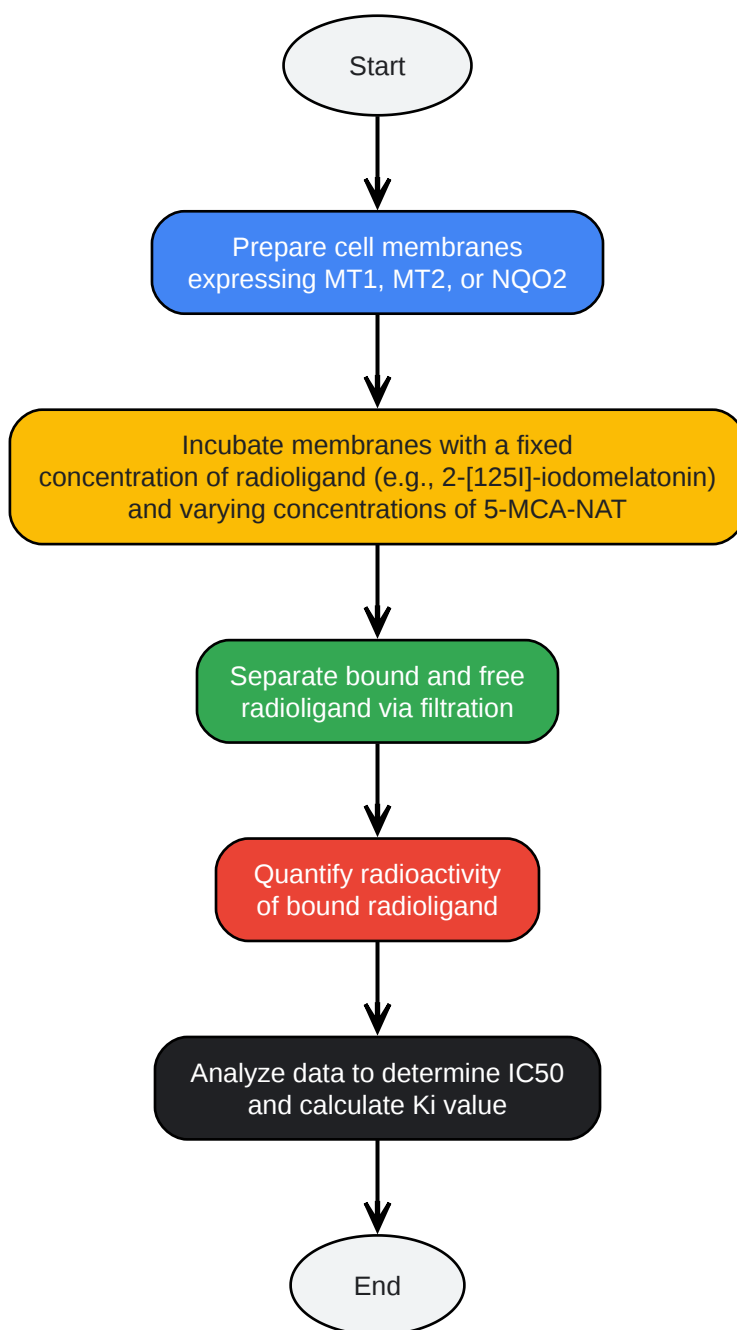 Start
Prepare cell membranes
expressing MT1, MT2, or NQO2
Incubate membranes with a fixed
concentration of radioligand (e.g., 2-[125I]-iodomelatonin)
and varying concentrations of 5-MCA-NAT
Separate bound and free
radioligand via filtration
Quantify radioactivity
of bound radioligand
Analyze data to determine IC50
and calculate Ki value
End